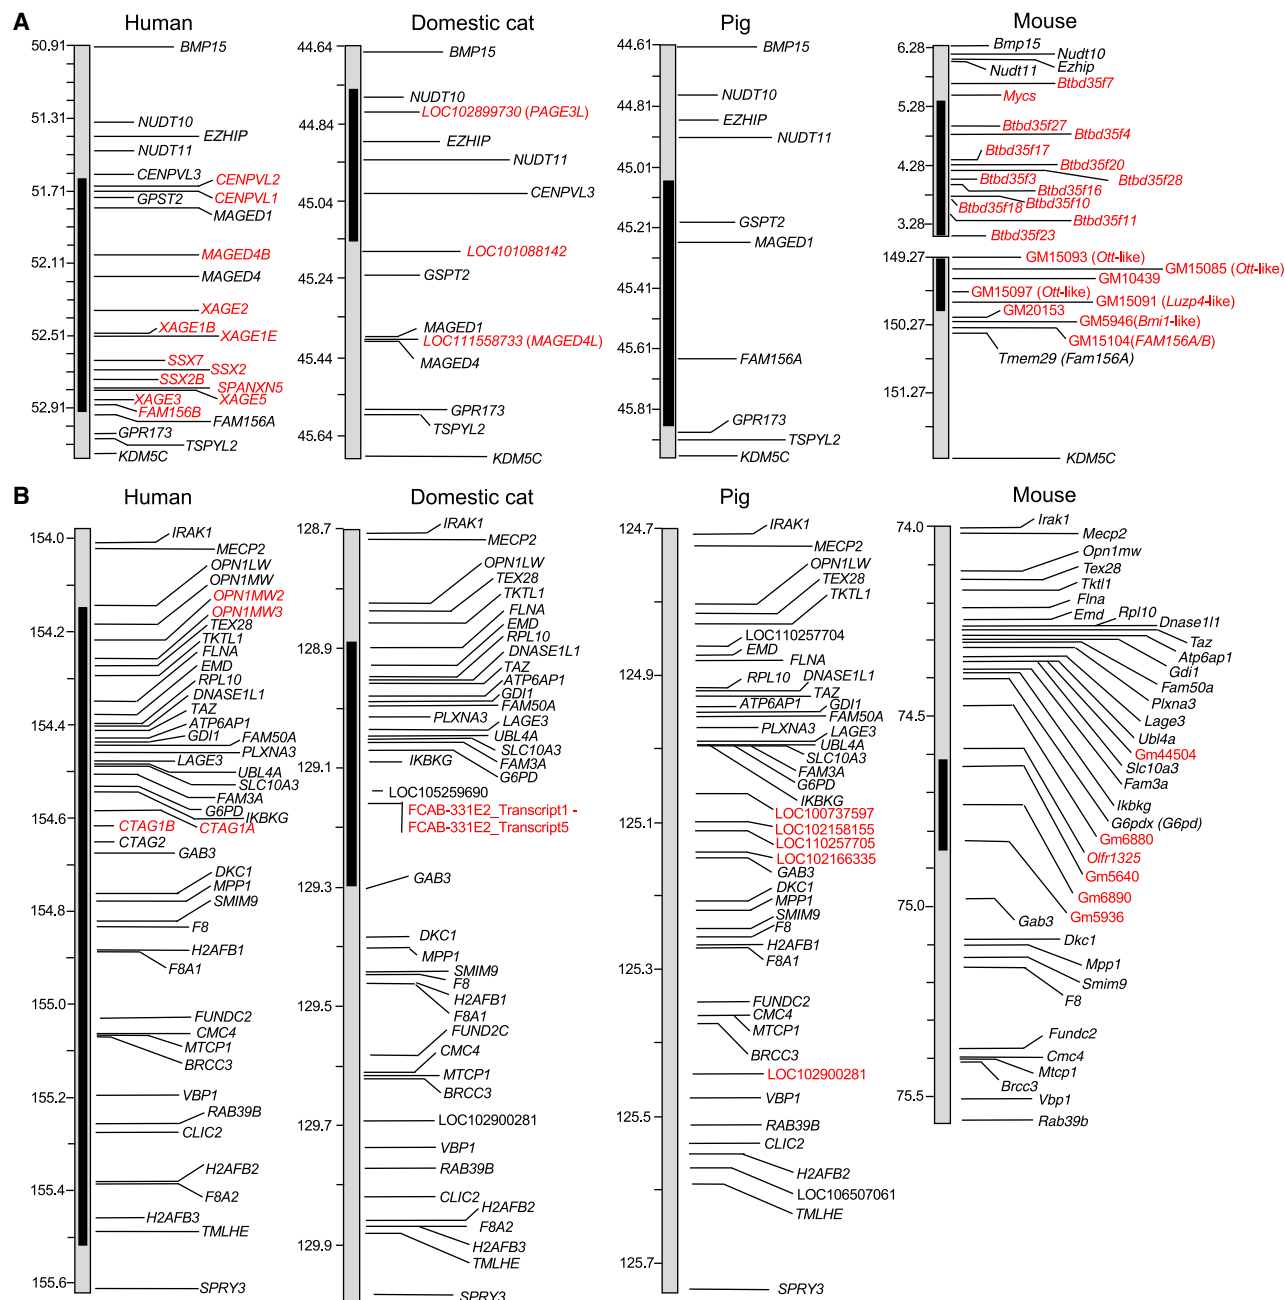 A
Human
50.91
51.31
51.71
52.11
52.51
52.91
BMP15
NUDT10
EZHIP
NUDT11
CENPVL3
CENPVL2
CENPVL1
GPST2
MAGED1
MAGED4B
MAGED4
XAGE2
XAGE1B
XAGE1E
SSX7
SSX2
SSX2B
SPANXN5
XAGE3
XAGE5
FAM156B
FAM156A
GPR173
TSPYL2
KDM5C
Domestic cat
44.64
44.84
45.04
45.24
45.44
45.64
BMP15
NUDT10
LOC102899730 (PAGE3L)
EZHIP
NUDT11
CENPVL3
LOC101088142
GSPT2
MAGED1
LOC111558733 (MAGED4L)
MAGED4
GPR173
TSPYL2
KDM5C
Pig
44.61
44.81
45.01
45.21
45.41
45.61
45.81
BMP15
NUDT10
EZHIP
NUDT11
GSPT2
MAGED1
FAM156A
GPR173
TSPYL2
KDM5C
Mouse
6.28
5.28
4.28
3.28
149.27
150.27
151.27
Bmp15
Nudt10
Ezhip
Nudt11
Btbd35f7
Mycs
Btbd35f27
Btbd35f4
Btbd35f17
Btbd35f20
Btbd35f3
Btbd35f28
Btbd35f16
Btbd35f10
Btbd35f18
Btbd35f11
Btbd35f23
GM15093 (Ott-like)
GM15085 (Ott-like)
GM10439
GM15097 (Ott-like)
GM15091 (Luzp4-like)
GM20153
GM5946(Bmi1-like)
GM15104(FAM156A/B)
Tmem29 (Fam156A)
KDM5C
B
Human
154.0
154.2
154.4
154.6
154.8
155.0
155.2
155.4
155.6
IRAK1
MECP2
OPN1LW
OPN1MW
OPN1MW2
OPN1MW3
TEX28
TKTL1
FLNA
EMD
RPL10
DNASE1L1
TAZ
ATP6AP1
GDI1
FAM50A
PLXNA3
LAGE3
UBL4A
SLC10A3
FAM3A
G6PD
IKBKG
CTAG1B
CTAG1A
CTAG2
GAB3
DKC1
MPP1
SMIM9
F8
H2AFB1
F8A1
FUNDC2
CMC4
MTCP1
BRCC3
VBP1
RAB39B
CLIC2
H2AFB2
F8A2
H2AFB3
TMLHE
SPRY3
Domestic cat
128.7
128.9
129.1
129.3
129.5
129.7
129.9
IRAK1
MECP2
OPN1LW
TEX28
TKTL1
FLNA
EMD
RPL10
DNASE1L1
TAZ
ATP6AP1
GDI1
FAM50A
PLXNA3
LAGE3
UBL4A
SLC10A3
FAM3A
G6PD
IKBKG
LOC105259690
FCAB-331E2_Transcript1 -
FCAB-331E2_Transcript5
GAB3
DKC1
MPP1
SMIM9
F8
H2AFB1
F8A1
FUND2C
CMC4
MTCP1
BRCC3
LOC102900281
VBP1
RAB39B
CLIC2
H2AFB2
F8A2
H2AFB3
TMLHE
SPRY3
Pig
124.7
124.9
125.1
125.3
125.5
125.7
IRAK1
MECP2
OPN1LW
TEX28
TKTL1
LOC110257704
EMD
FLNA
RPL10
DNASE1L1
TAZ
ATP6AP1
GDI1
FAM50A
PLXNA3
LAGE3
UBL4A
SLC10A3
FAM3A
G6PD
IKBKG
LOC100737597
LOC102158155
LOC110257705
LOC102166335
GAB3
DKC1
MPP1
SMIM9
F8
H2AFB1
F8A1
FUNDC2
CMC4
MTCP1
BRCC3
LOC102900281
VBP1
RAB39B
CLIC2
H2AFB2
LOC106507061
TMLHE
SPRY3
Mouse
74.0
74.5
75.0
75.5
Irak1
Mecp2
Opn1mw
Tex28
Tktl1
Flna
Emd
Rpl10
Dnase1l1
Taz
Atp6ap1
Gdi1
Fam50a
Plxna3
Lage3
Ubl4a
Gm44504
Slc10a3
Fam3a
Ikbkg
G6pdx (G6pd)
Gm6880
Olfr1325
Gm5640
Gm6890
Gm5936
Gab3
Dkc1
Mpp1
Smim9
F8
Fundc2
Cmc4
Mtcp1
Brcc3
Vbp1
Rab39b